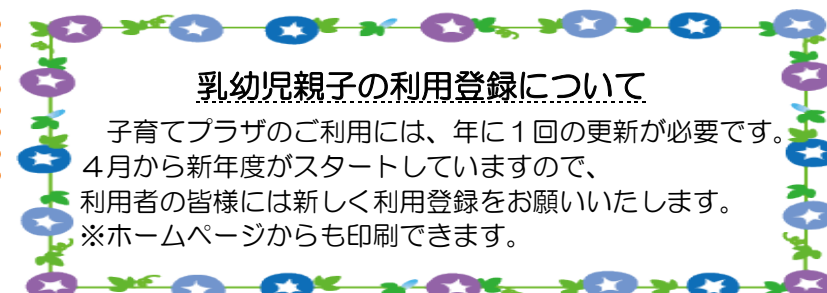 乳幼児親子の利用登録について
子育てプラザのご利用には、年に１回の更新が必要です。
４月から新年度がスタートしていますので、
利用者の皆様には新しく利用登録をお願いいたします。
※ホームページからも印刷できます。